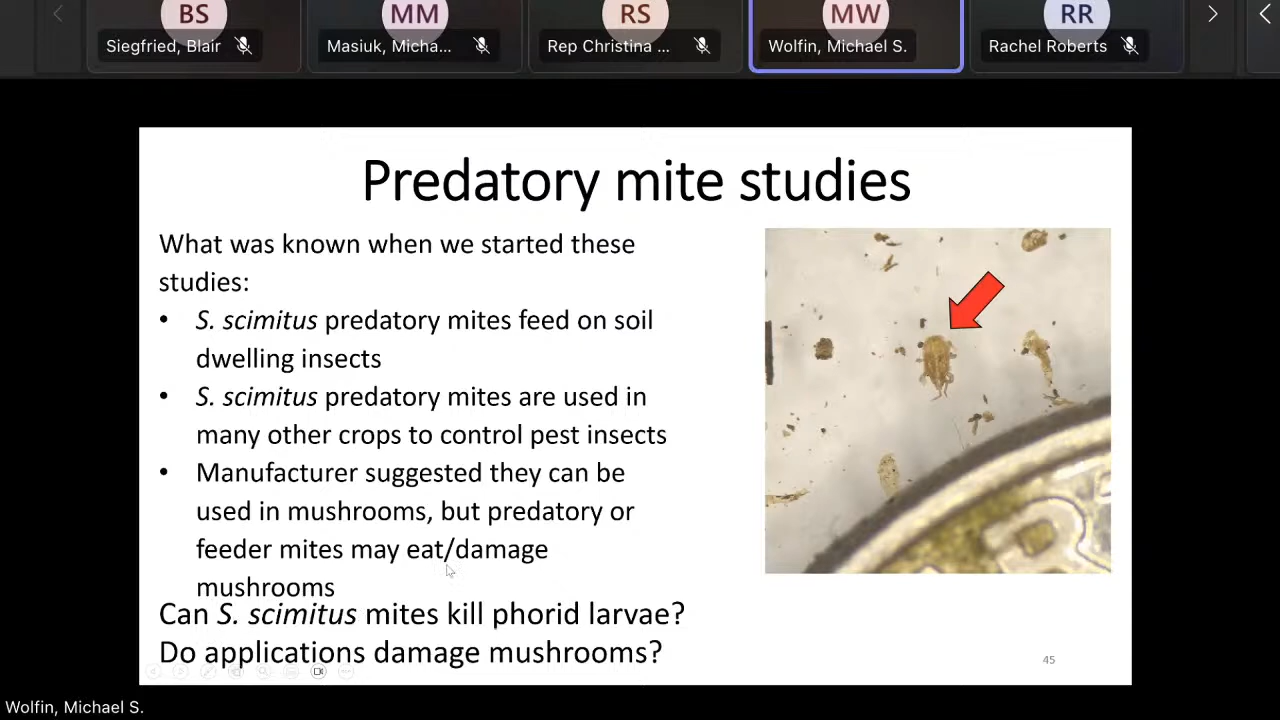 BS
MM
RS
MW
RR
Siegfried, Blair
Masiuk, Micha...
Rep Christina ...
Wolfin, Michael S.
Rachel Roberts
Predatory mite studies
What was known when we started these
studies:
• S. scimitus predatory mites feed on soil
dwelling insects
• S. scimitus predatory mites are used in
many other crops to control pest insects
• Manufacturer suggested they can be
used in mushrooms, but predatory or
feeder mites may eat/damage
mushrooms
Can S. scimitus mites kill phorid larvae?
Do applications damage mushrooms?
45
Wolfin, Michael S.